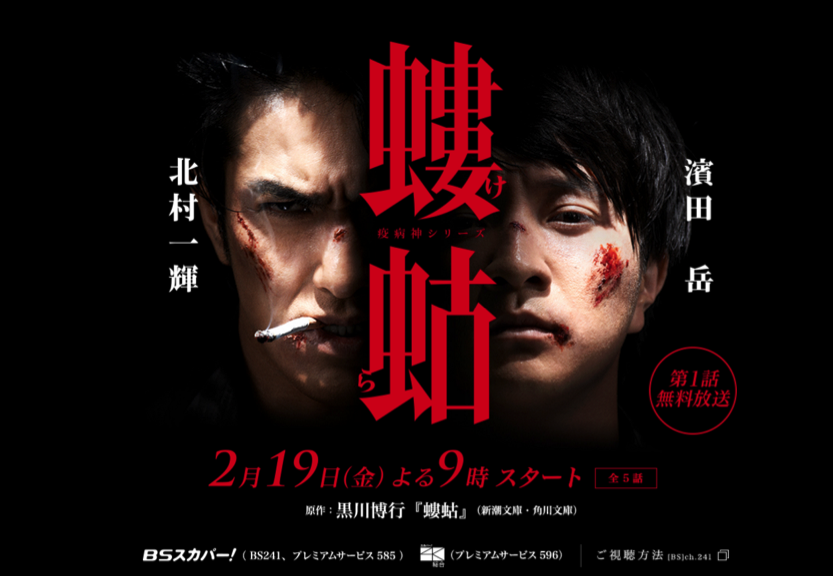 北村一輝
螻蛄
けら
疫病神シリーズ
濱田 岳
第1話
無料放送
2月19日(金)よる9時 スタート
全5話
原作:黒川博行『螻蛄』(新潮文庫・角川文庫)
BSスカパー!(BS241、プレミアムサービス585)
(プレミアムサービス596)
ご視聴方法 [BS]ch.241